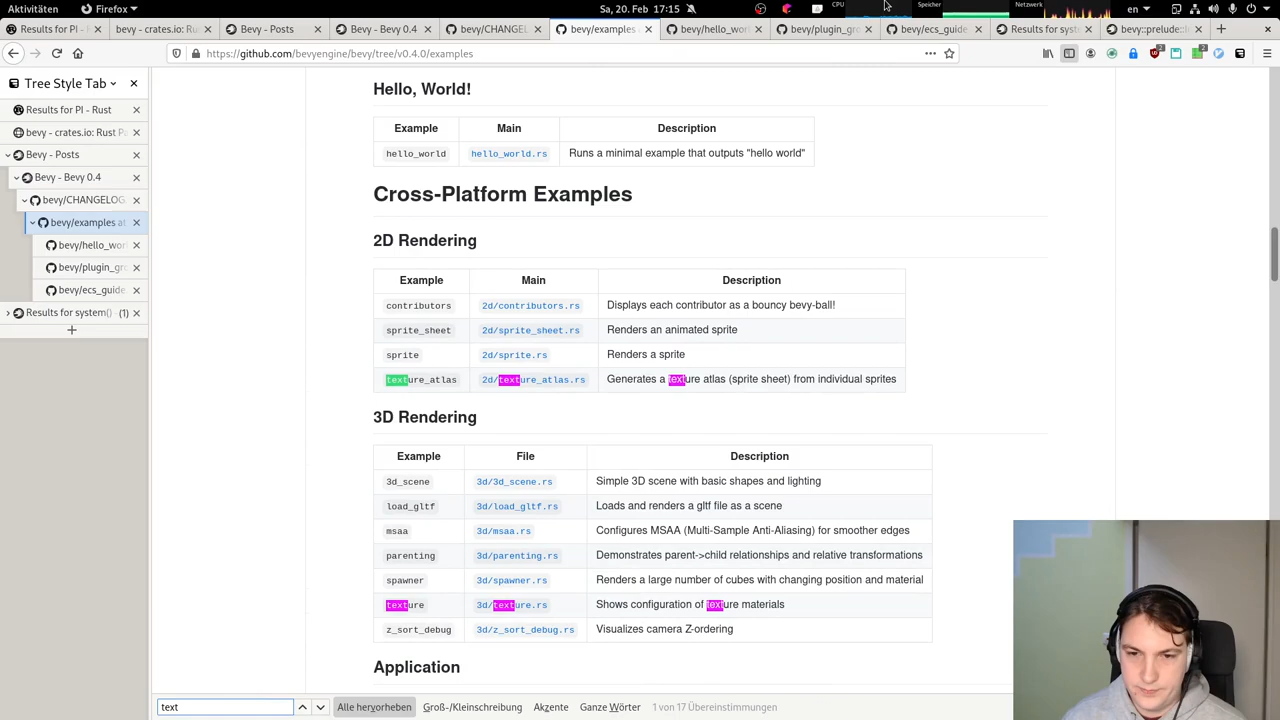 Aktivitäten Firefox Sa, 20. Feb 17:15 CPU Speicher Netzwerk en
Results for PI - R bevy - crates.io: Ru Bevy - Posts Bevy - Bevy 0.4 bevy/CHANGELO bevy/examples a bevy/hello_wor bevy/plugin_gro bevy/ecs_guide Results for syste bevy::prelude::I
https://github.com/bevyengine/bevy/tree/v0.4.0/examples
Tree Style Tab
Results for PI - Rust
bevy - crates.io: Rust Pa
Bevy - Posts
Bevy - Bevy 0.4
bevy/CHANGELOG
bevy/examples at
bevy/hello_wor
bevy/plugin_gr
bevy/ecs_guide
Results for system() (1)
Hello, World!
Example Main Description
hello_world hello_world.rs Runs a minimal example that outputs "hello world"
Cross-Platform Examples
2D Rendering
Example Main Description
contributors 2d/contributors.rs Displays each contributor as a bouncy bevy-ball!
sprite_sheet 2d/sprite_sheet.rs Renders an animated sprite
sprite 2d/sprite.rs Renders a sprite
texture_atlas 2d/texture_atlas.rs Generates a texture atlas (sprite sheet) from individual sprites
3D Rendering
Example File Description
3d_scene 3d/3d_scene.rs Simple 3D scene with basic shapes and lighting
load_gltf 3d/load_gltf.rs Loads and renders a gltf file as a scene
msaa 3d/msaa.rs Configures MSAA (Multi-Sample Anti-Aliasing) for smoother edges
parenting 3d/parenting.rs Demonstrates parent->child relationships and relative transformations
spawner 3d/spawner.rs Renders a large number of cubes with changing position and material
texture 3d/texture.rs Shows configuration of texture materials
z_sort_debug 3d/z_sort_debug.rs Visualizes camera Z-ordering
Application
text Alle hervorheben Groß-/Kleinschreibung Akzente Ganze Wörter 1 von 17 Übereinstimmungen